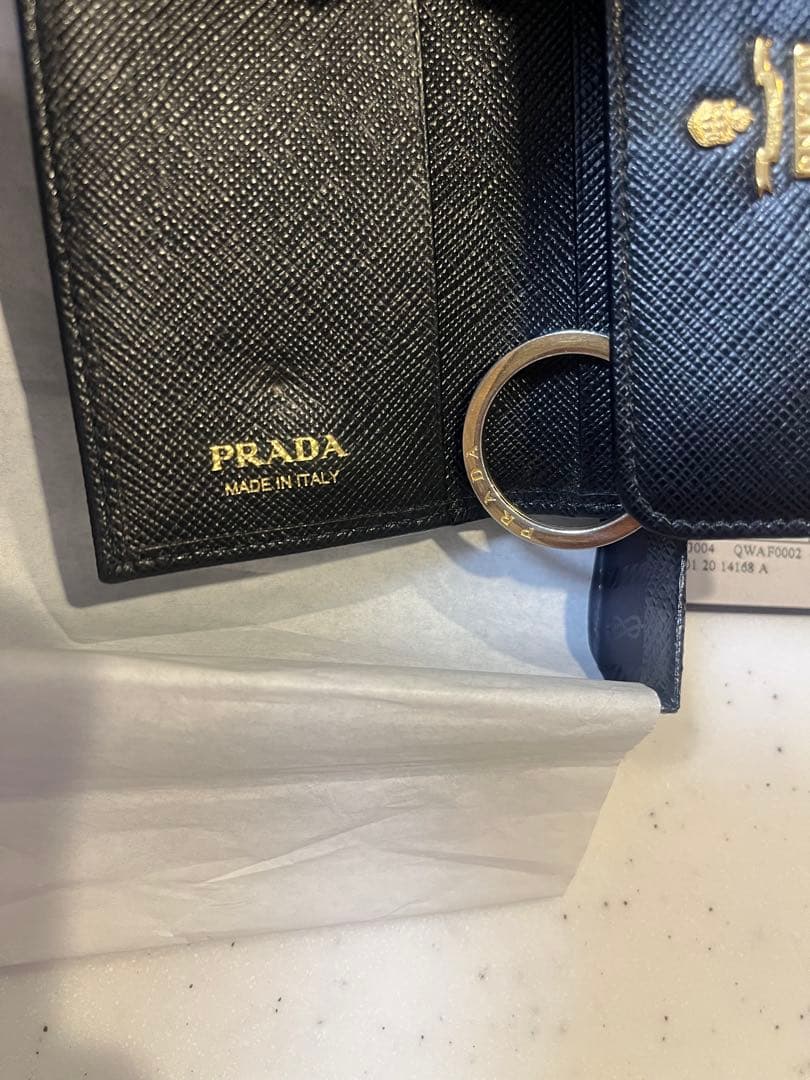 PRADA
MADE IN ITALY
PRADA
QWAF0002
20 14168 A